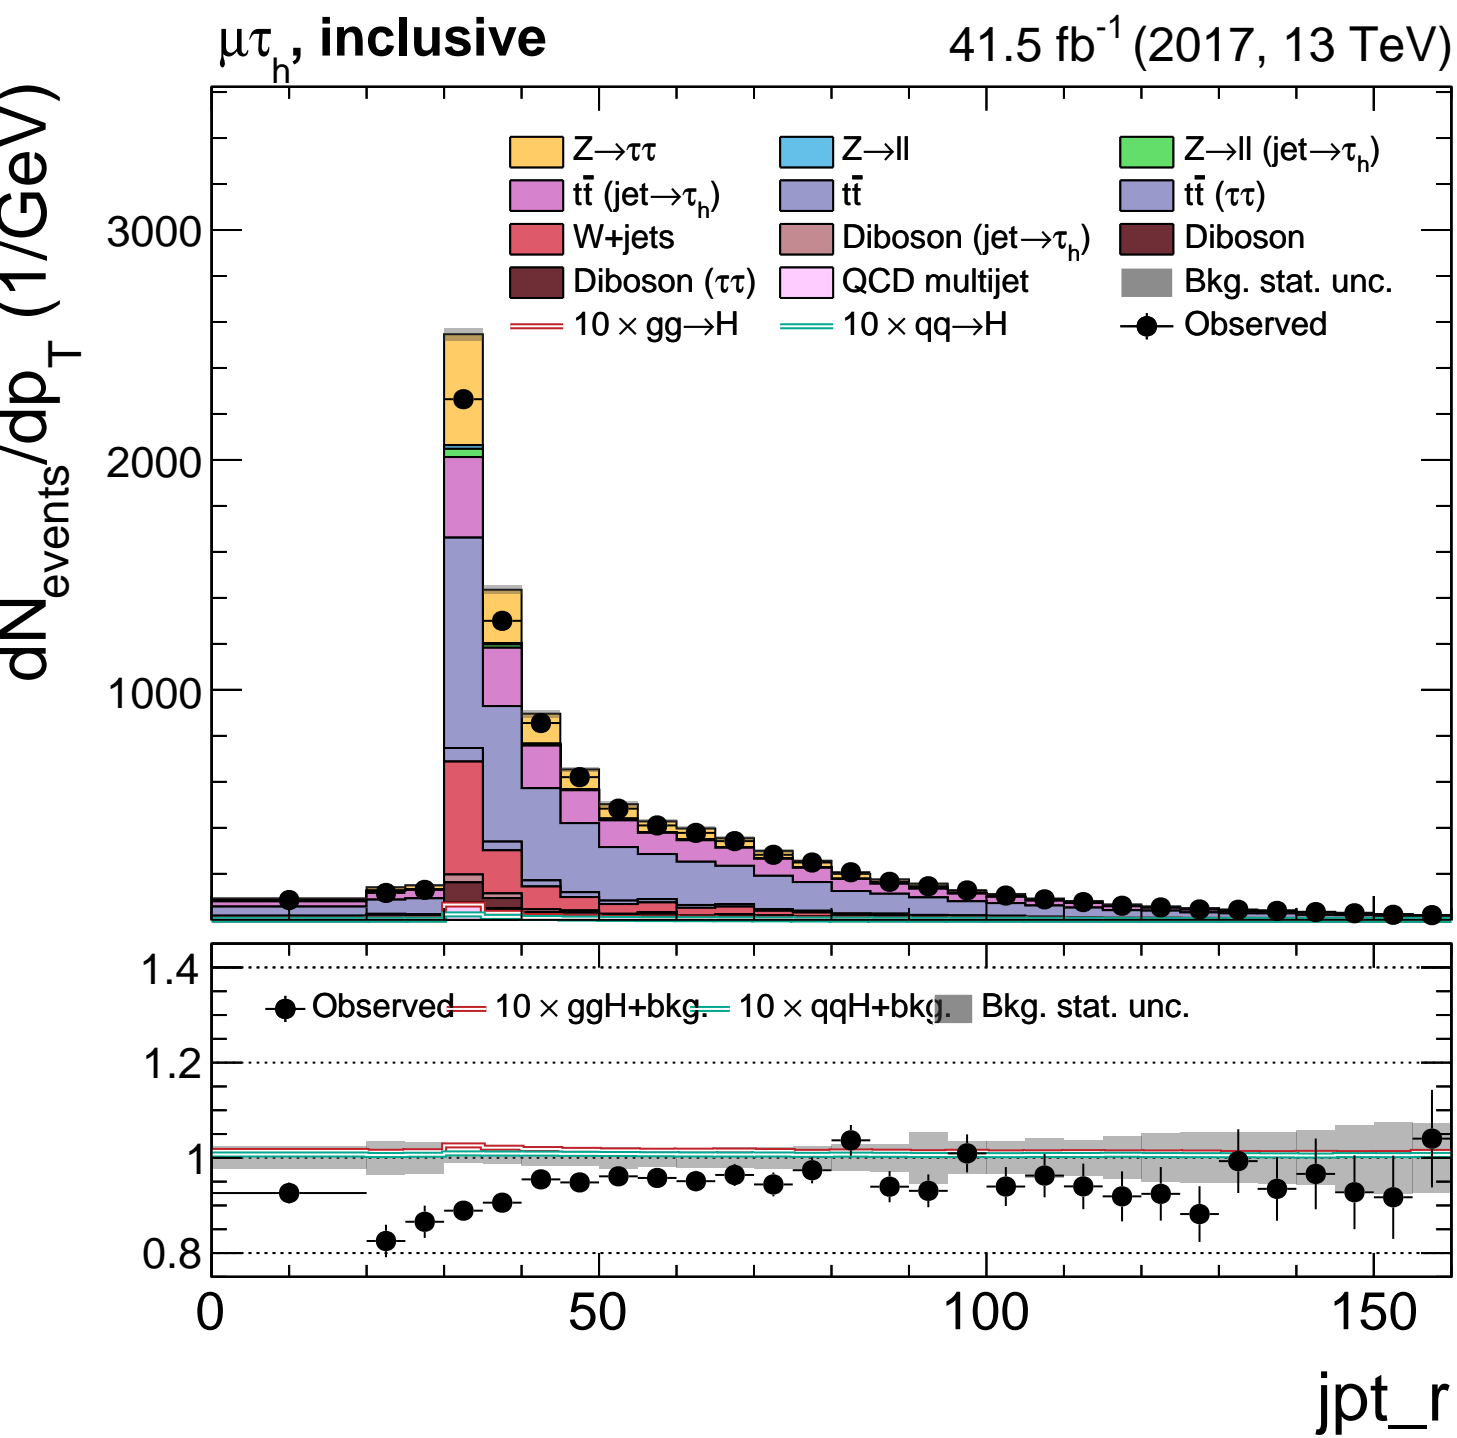 μτh, inclusive
41.5 fb-1 (2017, 13 TeV)
dNevents/dpT (1/GeV)
Z→ττ Z→ll Z→ll (jet→τh)
tt̄ (jet→τh) tt̄ tt̄ (ττ)
W+jets Diboson (jet→τh) Diboson
Diboson (ττ) QCD multijet Bkg. stat. unc.
10 × gg→H 10 × qq→H Observed
3000
2000
1000
Observed 10 × ggH+bkg. 10 × qqH+bkg. Bkg. stat. unc.
1.4
1.2
1
0.8
0 50 100 150
jpt_r